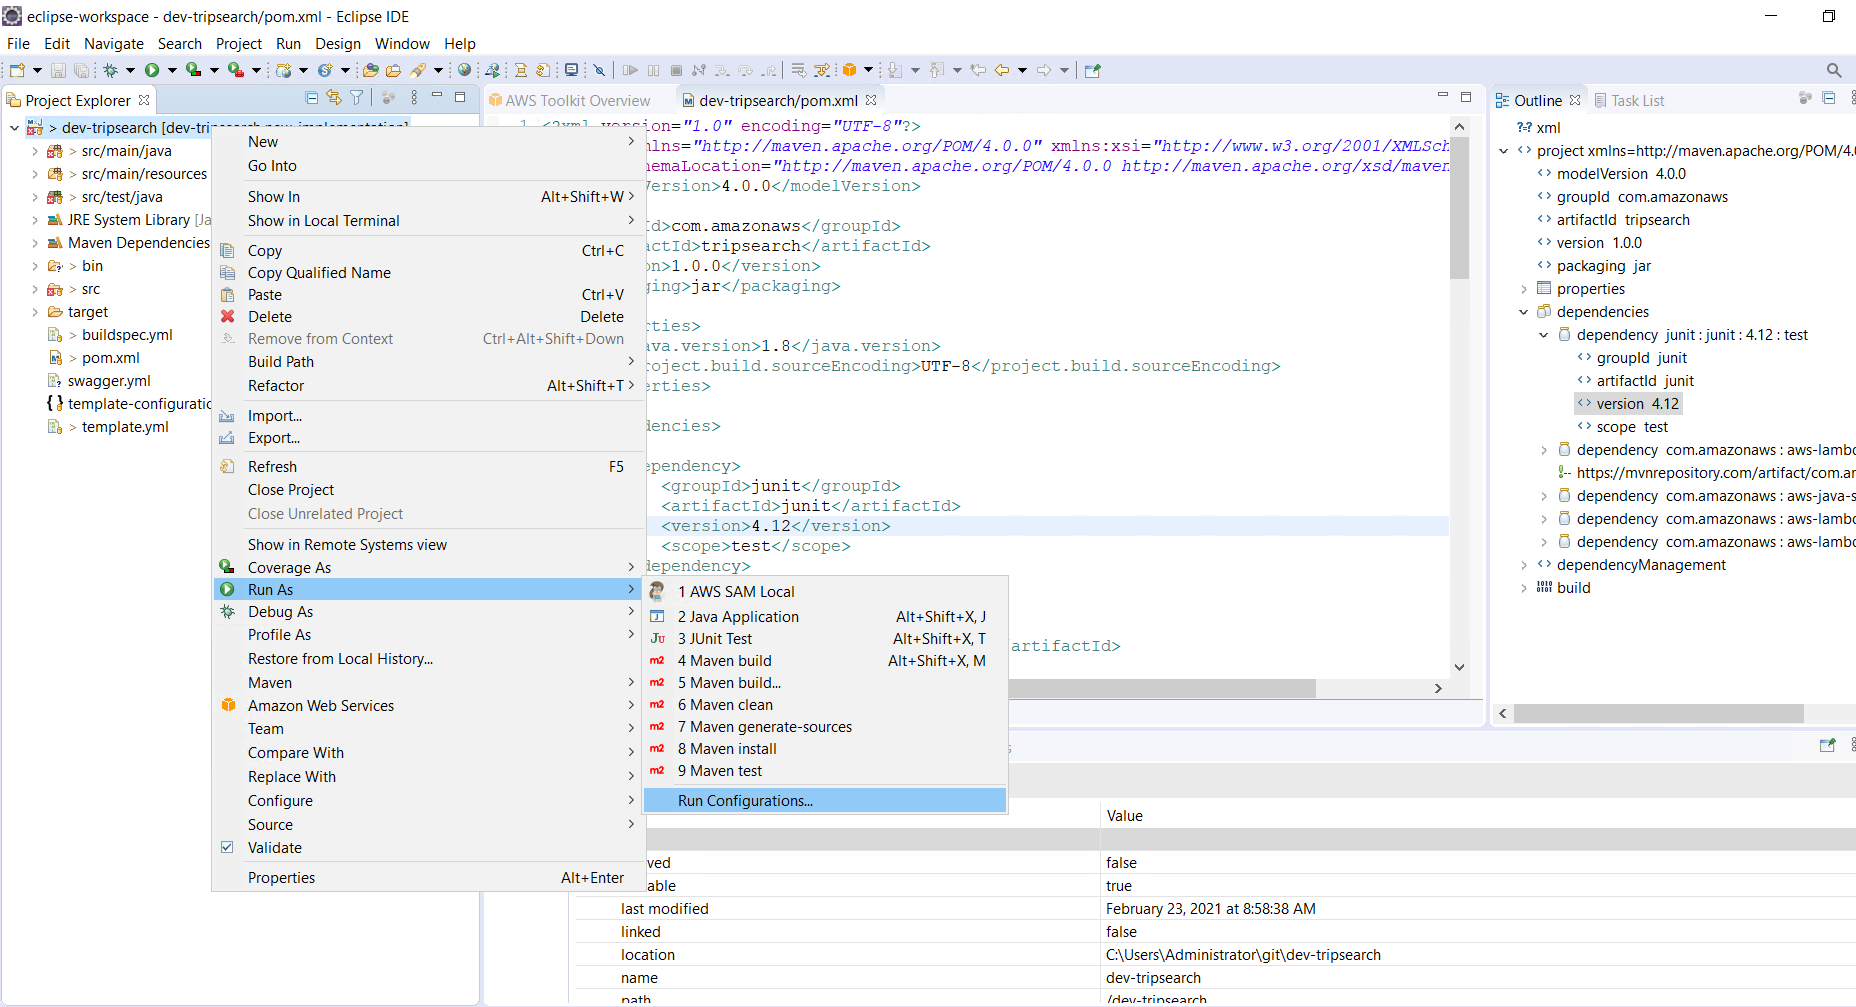 eclipse-workspace - dev-tripsearch/pom.xml - Eclipse IDE
File Edit Navigate Search Project Run Design Window Help
Project Explorer
> dev-tripsearch [dev-tripsearch new-implementation]
> src/main/java
> src/main/resources
> src/test/java
JRE System Library [Ja
Maven Dependencies
> bin
> src
target
> buildspec.yml
> pom.xml
swagger.yml
template-configuratio
> template.yml
New
Go Into
Show In Alt+Shift+W
Show in Local Terminal
Copy Ctrl+C
Copy Qualified Name
Paste Ctrl+V
Delete Delete
Remove from Context Ctrl+Alt+Shift+Down
Build Path
Refactor Alt+Shift+T
Import...
Export...
Refresh F5
Close Project
Close Unrelated Project
Show in Remote Systems view
Coverage As
Run As
Debug As
Profile As
Restore from Local History...
Maven
Amazon Web Services
Team
Compare With
Replace With
Configure
Source
Validate
Properties Alt+Enter
1 AWS SAM Local
2 Java Application Alt+Shift+X, J
3 JUnit Test Alt+Shift+X, T
4 Maven build Alt+Shift+X, M
5 Maven build...
6 Maven clean
7 Maven generate-sources
8 Maven install
9 Maven test
Run Configurations...
AWS Toolkit Overview
dev-tripsearch/pom.xml
1 <?xml version="1.0" encoding="UTF-8"?>
lns="http://maven.apache.org/POM/4.0.0" xmlns:xsi="http://www.w3.org/2001/XMLSch
hemaLocation="http://maven.apache.org/POM/4.0.0 http://maven.apache.org/xsd/maven
Version>4.0.0</modelVersion>
Id>com.amazonaws</groupId>
actId>tripsearch</artifactId>
on>1.0.0</version>
ging>jar</packaging>
rties>
ava.version>1.8</java.version>
roject.build.sourceEncoding>UTF-8</project.build.sourceEncoding>
erties>
dencies>
ependency>
<groupId>junit</groupId>
<artifactId>junit</artifactId>
<version>4.12</version>
<scope>test</scope>
dependency>
/artifactId>
Outline
Task List
xml
project xmlns=http://maven.apache.org/POM/4.0
modelVersion 4.0.0
groupId com.amazonaws
artifactId tripsearch
version 1.0.0
packaging jar
properties
dependencies
dependency junit : junit : 4.12 : test
groupId junit
artifactId junit
version 4.12
scope test
dependency com.amazonaws : aws-lambd
https://mvnrepository.com/artifact/com.am
dependency com.amazonaws : aws-java-s
dependency com.amazonaws : aws-lambd
dependency com.amazonaws : aws-lambd
dependencyManagement
build
Value
ved false
able true
last modified February 23, 2021 at 8:58:38 AM
linked false
location C:\Users\Administrator\git\dev-tripsearch
name dev-tripsearch
path /dev-tripsearch